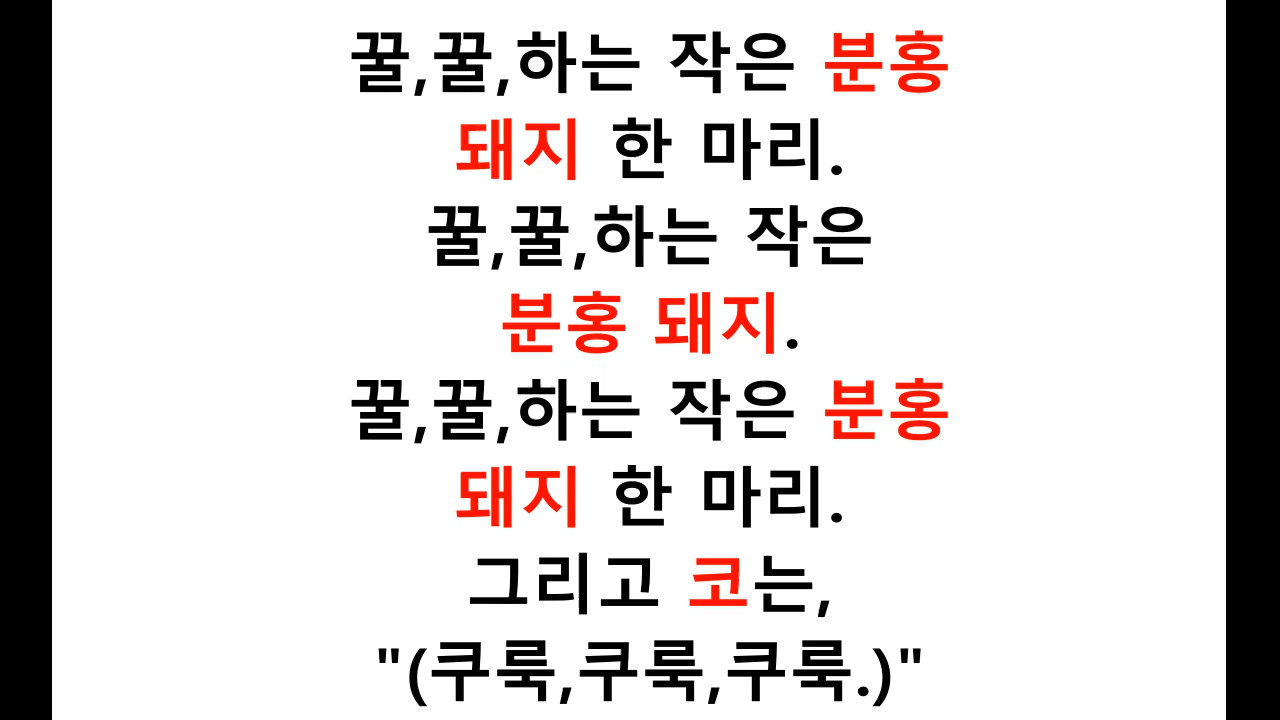 꿀,꿀,하는 작은 분홍
돼지 한 마리.
꿀,꿀,하는 작은
분홍 돼지.
꿀,꿀,하는 작은 분홍
돼지 한 마리.
그리고 코는,
"(쿠룩,쿠룩,쿠룩.)"